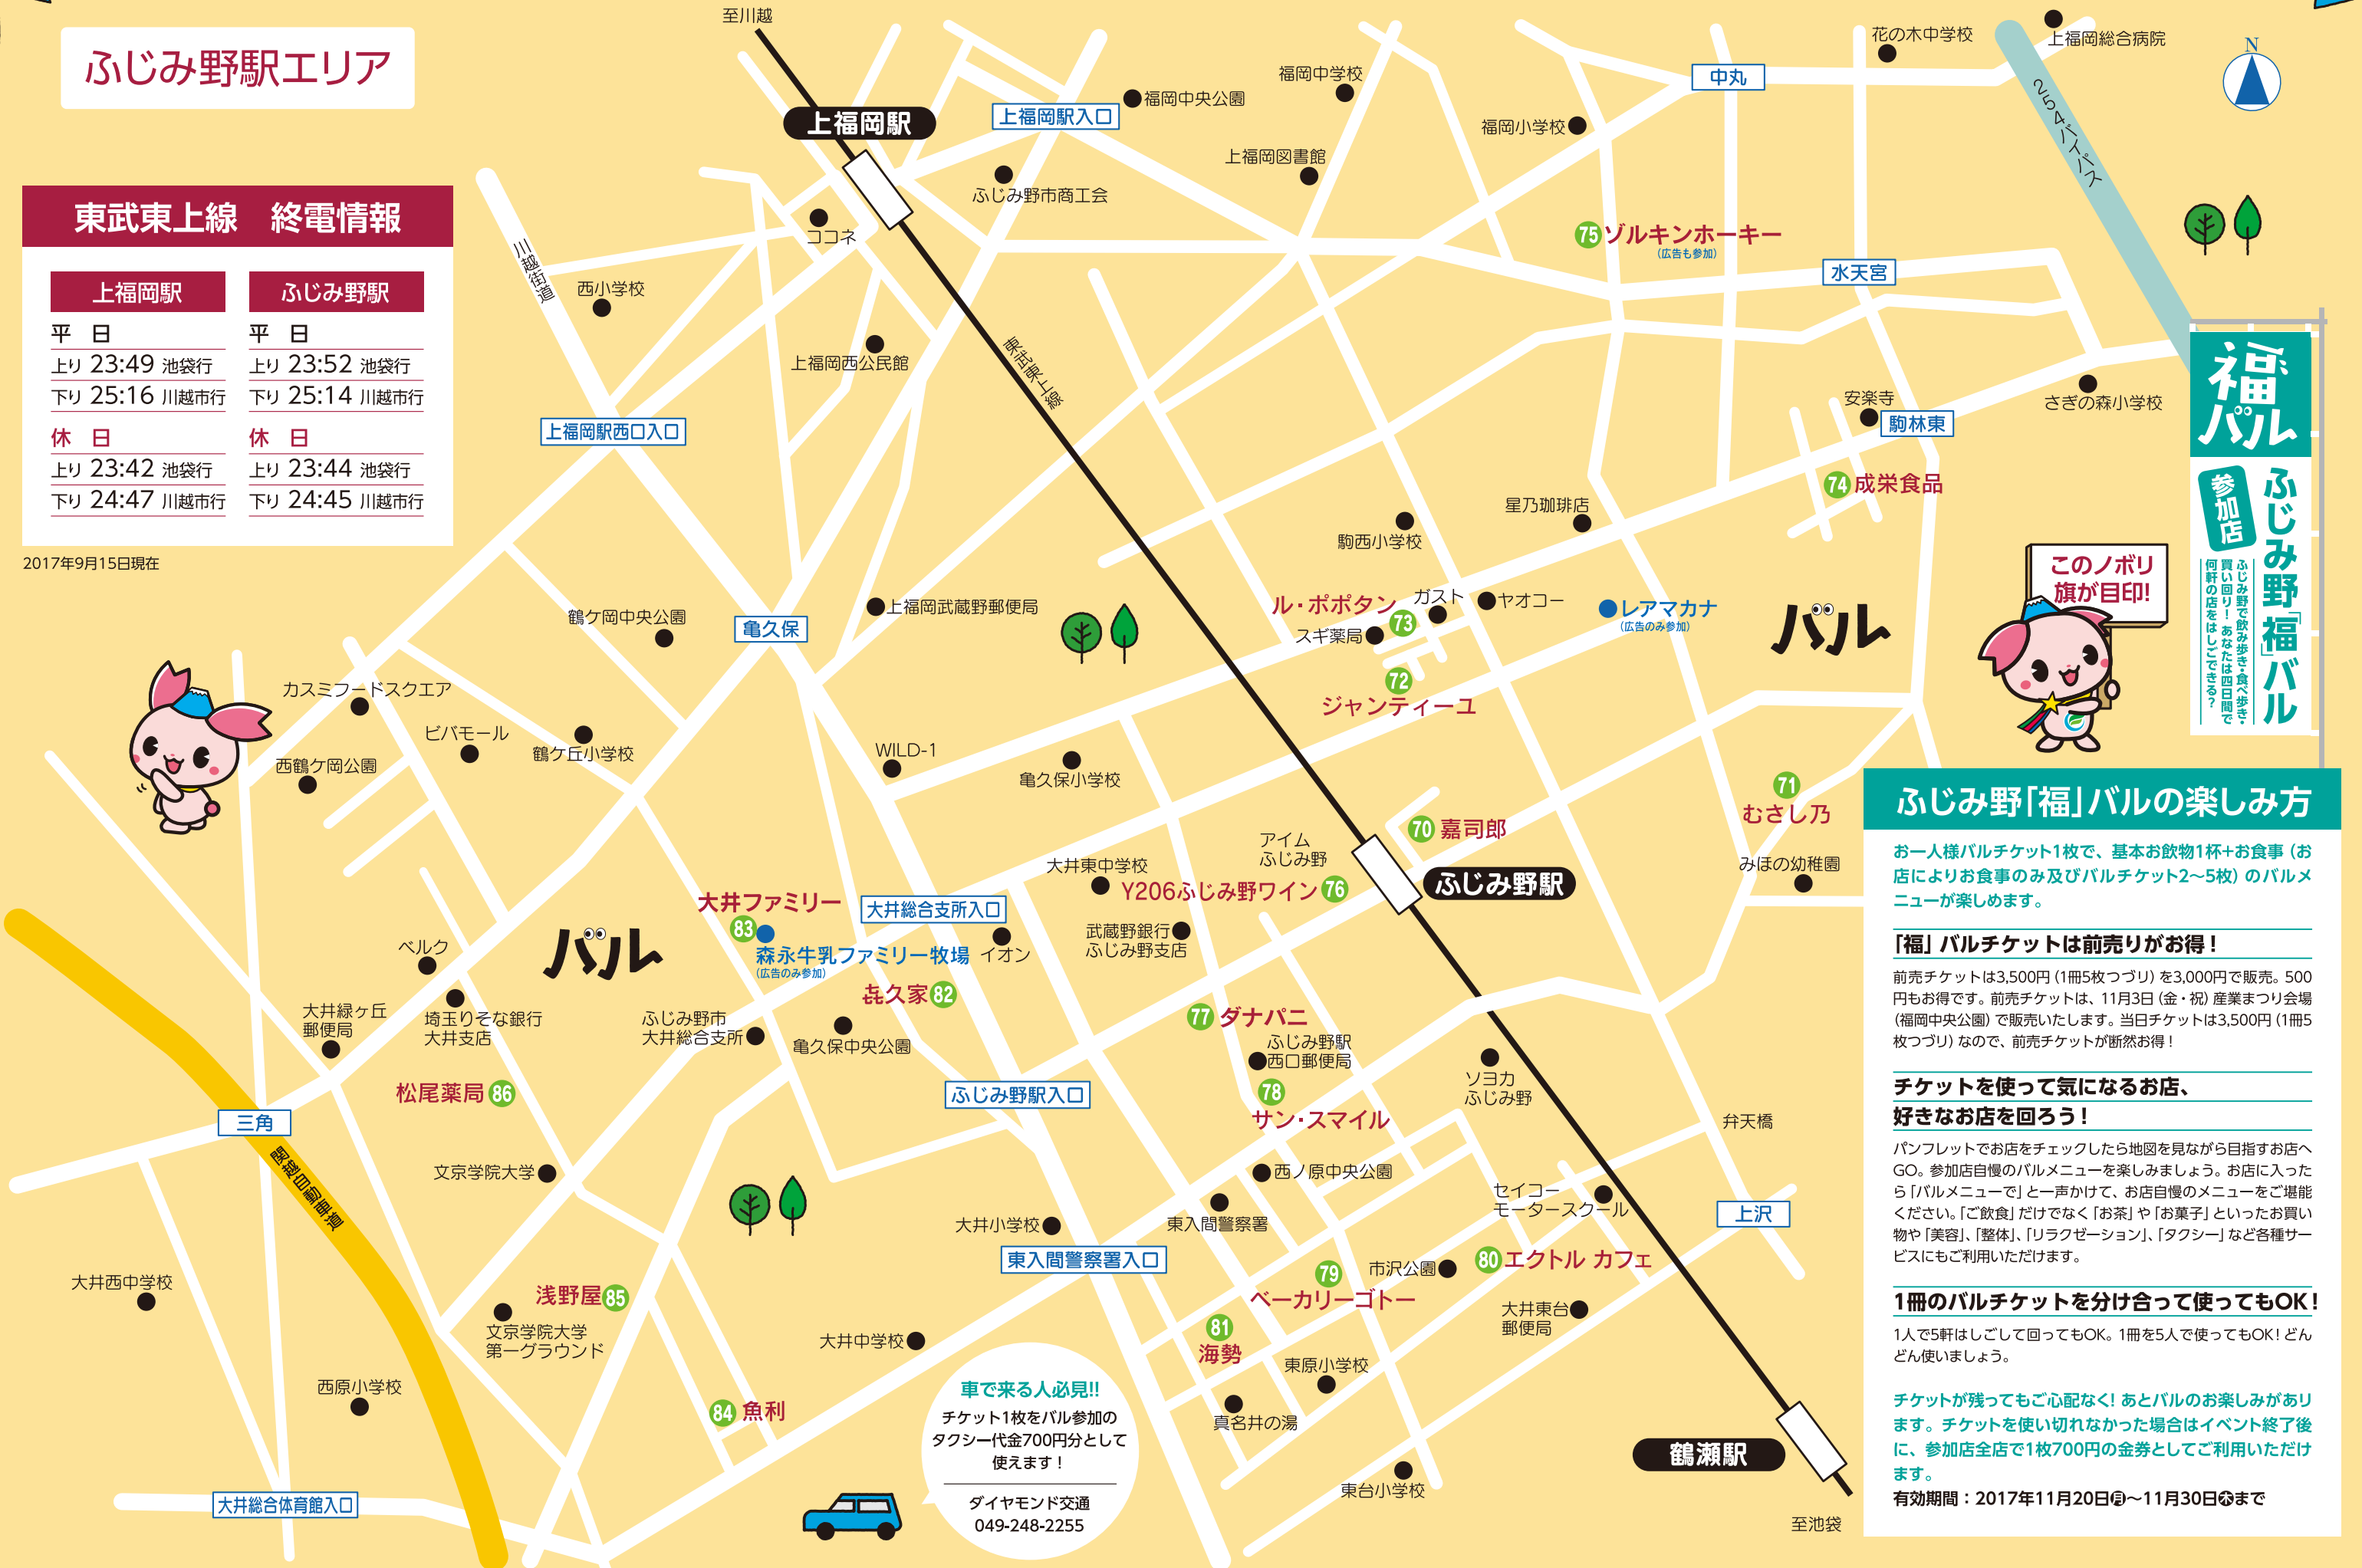 ふじみ野駅エリア
東武東上線 終電情報
上福岡駅
平 日
上り 23:49 池袋行
下り 25:16 川越市行
休 日
上り 23:42 池袋行
下り 24:47 川越市行
ふじみ野駅
平 日
上り 23:52 池袋行
下り 25:14 川越市行
休 日
上り 23:44 池袋行
下り 24:45 川越市行
2017年9月15日現在
至川越
上福岡駅
上福岡駅入口
福岡中央公園
福岡中学校
福岡小学校
中丸
花の木中学校
上福岡総合病院
N
254バイパス
上福岡図書館
ふじみ野市商工会
ココネ
川越街道
西小学校
上福岡西公民館
東武東上線
75 ゾルキンホーキー
(広告も参加)
水天宮
安楽寺
駒林東
さぎの森小学校
上福岡駅西口入口
74 成栄食品
星乃珈琲店
駒西小学校
鶴ケ岡中央公園
亀久保
上福岡武蔵野郵便局
ル・ポポタン
73
ガスト
ヤオコー
スギ薬局
レアマカナ
(広告のみ参加)
バル
72
ジャンティーユ
カスミフードスクエア
ビバモール
鶴ケ丘小学校
西鶴ケ岡公園
WILD-1
亀久保小学校
71
むさし乃
みほの幼稚園
70 嘉司郎
アイム
ふじみ野
ふじみ野駅
大井東中学校
Y206ふじみ野ワイン 76
武蔵野銀行
ふじみ野支店
大井ファミリー
83
大井総合支所入口
森永牛乳ファミリー牧場
(広告のみ参加)
イオン
㐂久家 82
バル
ベルク
大井緑ヶ丘
郵便局
埼玉りそな銀行
大井支店
ふじみ野市
大井総合支所
亀久保中央公園
77 ダナパニ
ふじみ野駅
西口郵便局
78
サン・スマイル
ソヨカ
ふじみ野
松尾薬局 86
ふじみ野駅入口
三角
関越自動車道
弁天橋
文京学院大学
西ノ原中央公園
東入間警察署
セイコー
モータースクール
上沢
大井小学校
東入間警察署入口
80 エクトル カフェ
市沢公園
79
ベーカリーゴトー
大井東台
郵便局
大井西中学校
浅野屋 85
文京学院大学
第一グラウンド
大井中学校
81
海勢
東原小学校
真名井の湯
西原小学校
84 魚利
鶴瀬駅
東台小学校
至池袋
大井総合体育館入口
車で来る人必見!!
チケット1枚をバル参加の
タクシー代金700円分として
使えます!
ダイヤモンド交通
049-248-2255
福バル
ふじみ野「福」バル
参加店
ふじみ野で飲み歩き・食べ歩き・
買い回り!あなたは四日間で
何軒の店をはしごできる?
このノボリ
旗が目印!
ふじみ野「福」バルの楽しみ方
お一人様バルチケット1枚で、基本お飲物1杯+お食事(お
店によりお食事のみ及びバルチケット2〜5枚)のバルメ
ニューが楽しめます。
「福」バルチケットは前売りがお得!
前売チケットは3,500円(1冊5枚つづり)を3,000円で販売。500
円もお得です。前売チケットは、11月3日(金・祝)産業まつり会場
(福岡中央公園)で販売いたします。当日チケットは3,500円(1冊5
枚つづり)なので、前売チケットが断然お得!
チケットを使って気になるお店、
好きなお店を回ろう!
パンフレットでお店をチェックしたら地図を見ながら目指すお店へ
GO。参加店自慢のバルメニューを楽しみましょう。お店に入った
ら「バルメニューで」と一声かけて、お店自慢のメニューをご堪能
ください。「ご飲食」だけでなく「お茶」や「お菓子」といったお買い
物や「美容」、「整体」、「リラクゼーション」、「タクシー」など各種サー
ビスにもご利用いただけます。
1冊のバルチケットを分け合って使ってもOK!
1人で5軒はしごして回ってもOK。1冊を5人で使ってもOK!どん
どん使いましょう。
チケットが残ってもご心配なく!あとバルのお楽しみがあり
ます。チケットを使い切れなかった場合はイベント終了後
に、参加店全店で1枚700円の金券としてご利用いただけ
ます。
有効期間:2017年11月20日㊊〜11月30日㊍まで